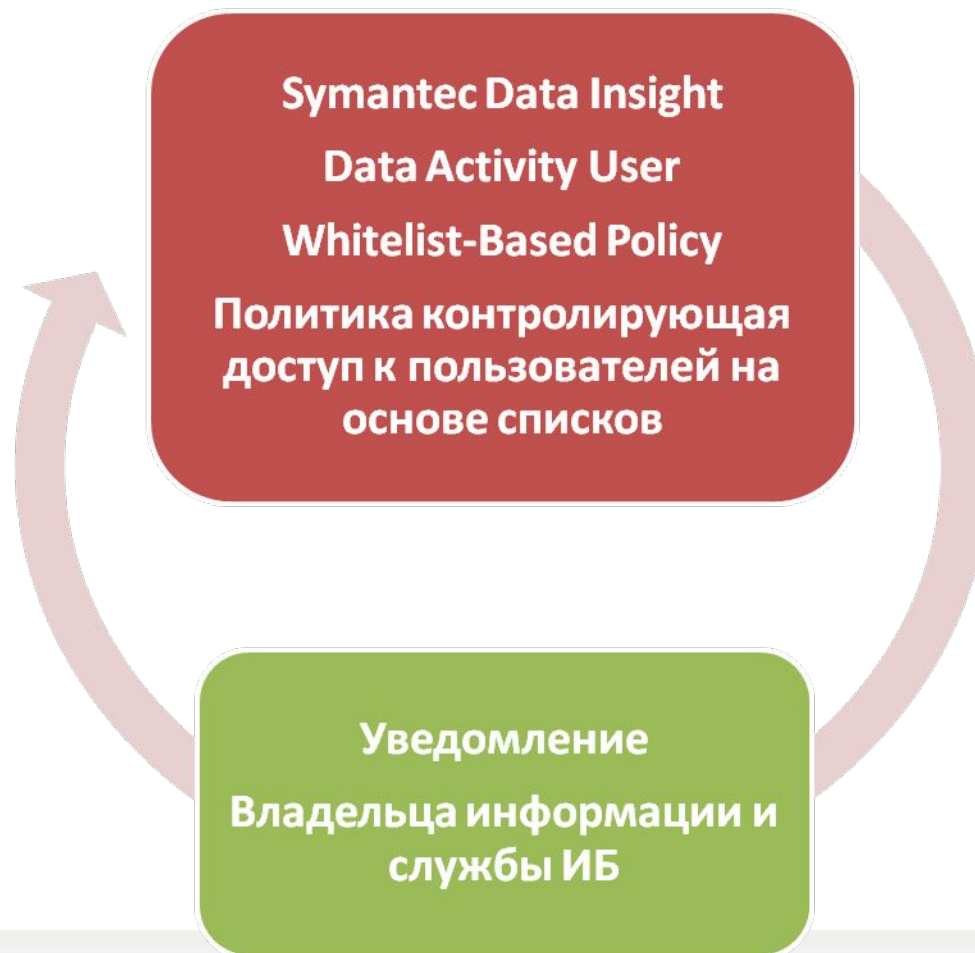 Symantec Data Insight
Data Activity User
Whitelist-Based Policy
Политика контролирующая
доступ к пользователей на
основе списков
Уведомление
Владельца информации и
службы ИБ